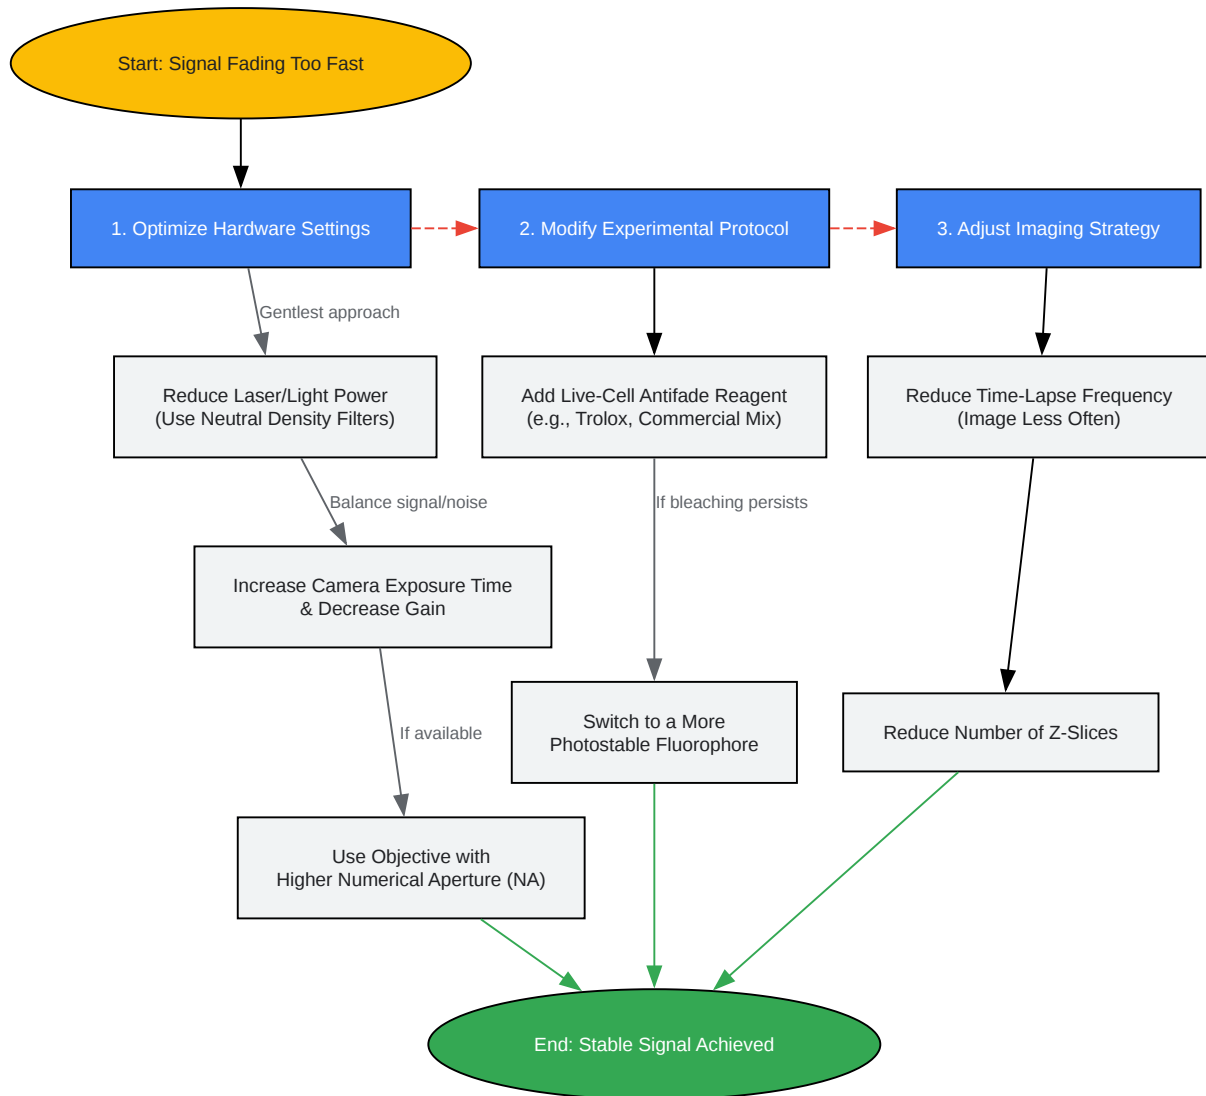 Start: Signal Fading Too Fast
1. Optimize Hardware Settings
2. Modify Experimental Protocol
3. Adjust Imaging Strategy
Gentlest approach
Reduce Laser/Light Power
(Use Neutral Density Filters)
Add Live-Cell Antifade Reagent
(e.g., Trolox, Commercial Mix)
Reduce Time-Lapse Frequency
(Image Less Often)
Balance signal/noise
If bleaching persists
Increase Camera Exposure Time
& Decrease Gain
If available
Switch to a More
Photostable Fluorophore
Reduce Number of Z-Slices
Use Objective with
Higher Numerical Aperture (NA)
End: Stable Signal Achieved